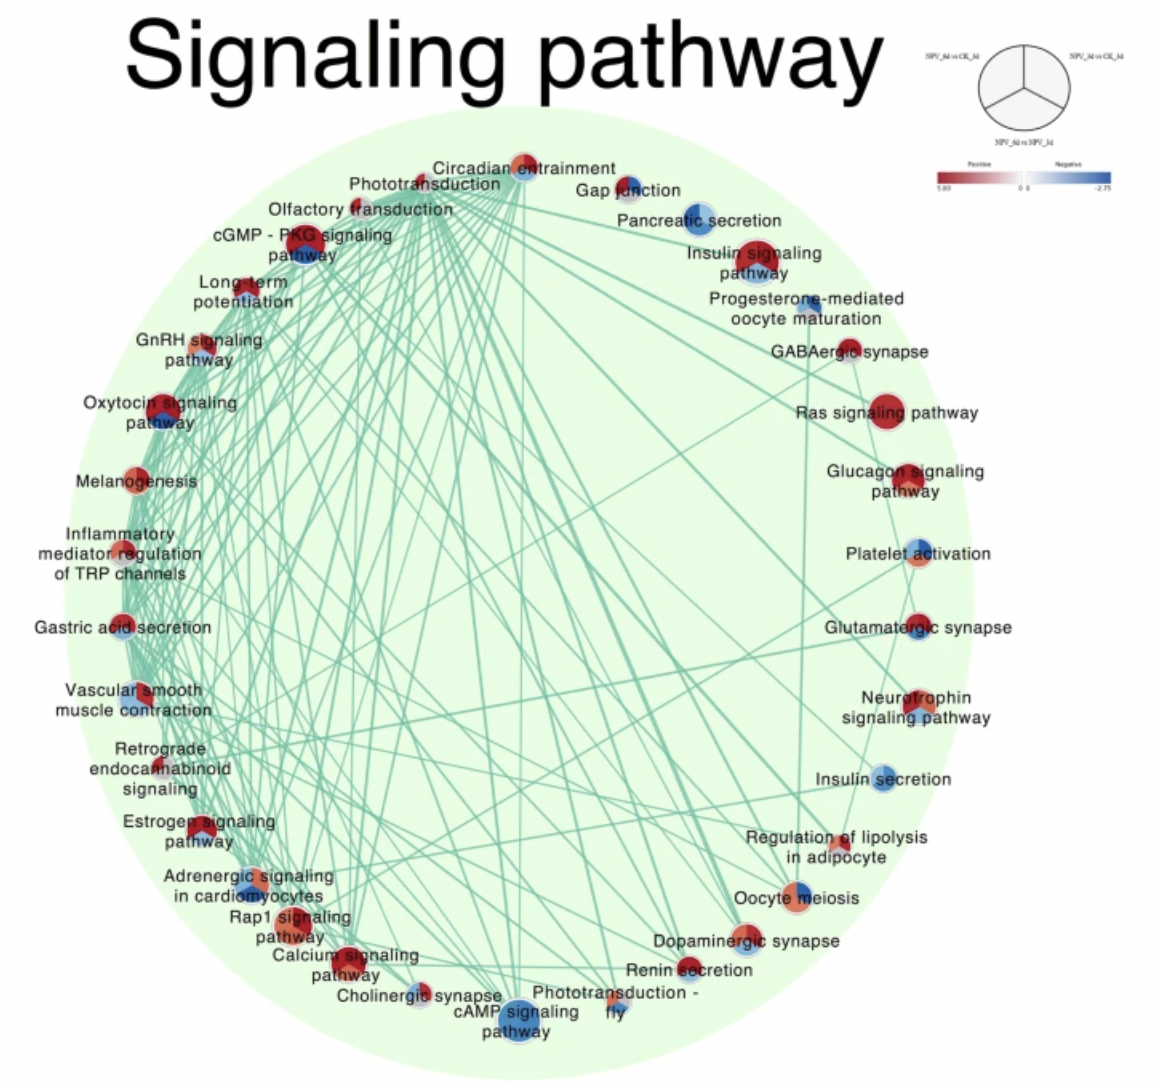 Signaling pathway
NPV_6d vs CK_3d
NPV_3d vs CK_3d
NPV_6d vs NPV_3d
Positive
Negative
5.00
0 0
-2.75
Circadian entrainment
Phototransduction
Gap junction
Olfactory transduction
Pancreatic secretion
cGMP - PKG signaling
pathway
Insulin signaling
pathway
Long-term
potentiation
Progesterone-mediated
oocyte maturation
GnRH signaling
pathway
GABAergic synapse
Oxytocin signaling
pathway
Ras signaling pathway
Melanogenesis
Glucagon signaling
pathway
Inflammatory
mediator regulation
of TRP channels
Platelet activation
Gastric acid secretion
Glutamatergic synapse
Vascular smooth
muscle contraction
Neurotrophin
signaling pathway
Retrograde
endocannabinoid
signaling
Insulin secretion
Estrogen signaling
pathway
Regulation of lipolysis
in adipocyte
Adrenergic signaling
in cardiomyocytes
Oocyte meiosis
Rap1 signaling
pathway
Dopaminergic synapse
Calcium signaling
pathway
Renin secretion
Cholinergic synapse
Phototransduction -
fly
cAMP signaling
pathway